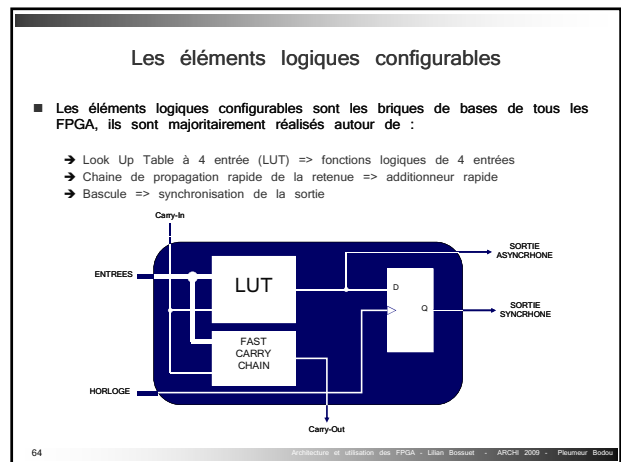 Les éléments logiques configurables
Les éléments logiques configurables sont les briques de bases de tous les
FPGA, ils sont majoritairement réalisés autour de :
Look Up Table à 4 entrée (LUT) => fonctions logiques de 4 entrées
Chaine de propagation rapide de la retenue => additionneur rapide
Bascule => synchronisation de la sortie
Carry-In
ENTREES
LUT
FAST
CARRY
CHAIN
HORLOGE
Carry-Out
D
Q
SORTIE
ASYNCRHONE
SORTIE
SYNCRHONE
64
Architecture et utilisation des FPGA - Lilian Bossuet - ARCHI 2009 - Pleumeur Bodou